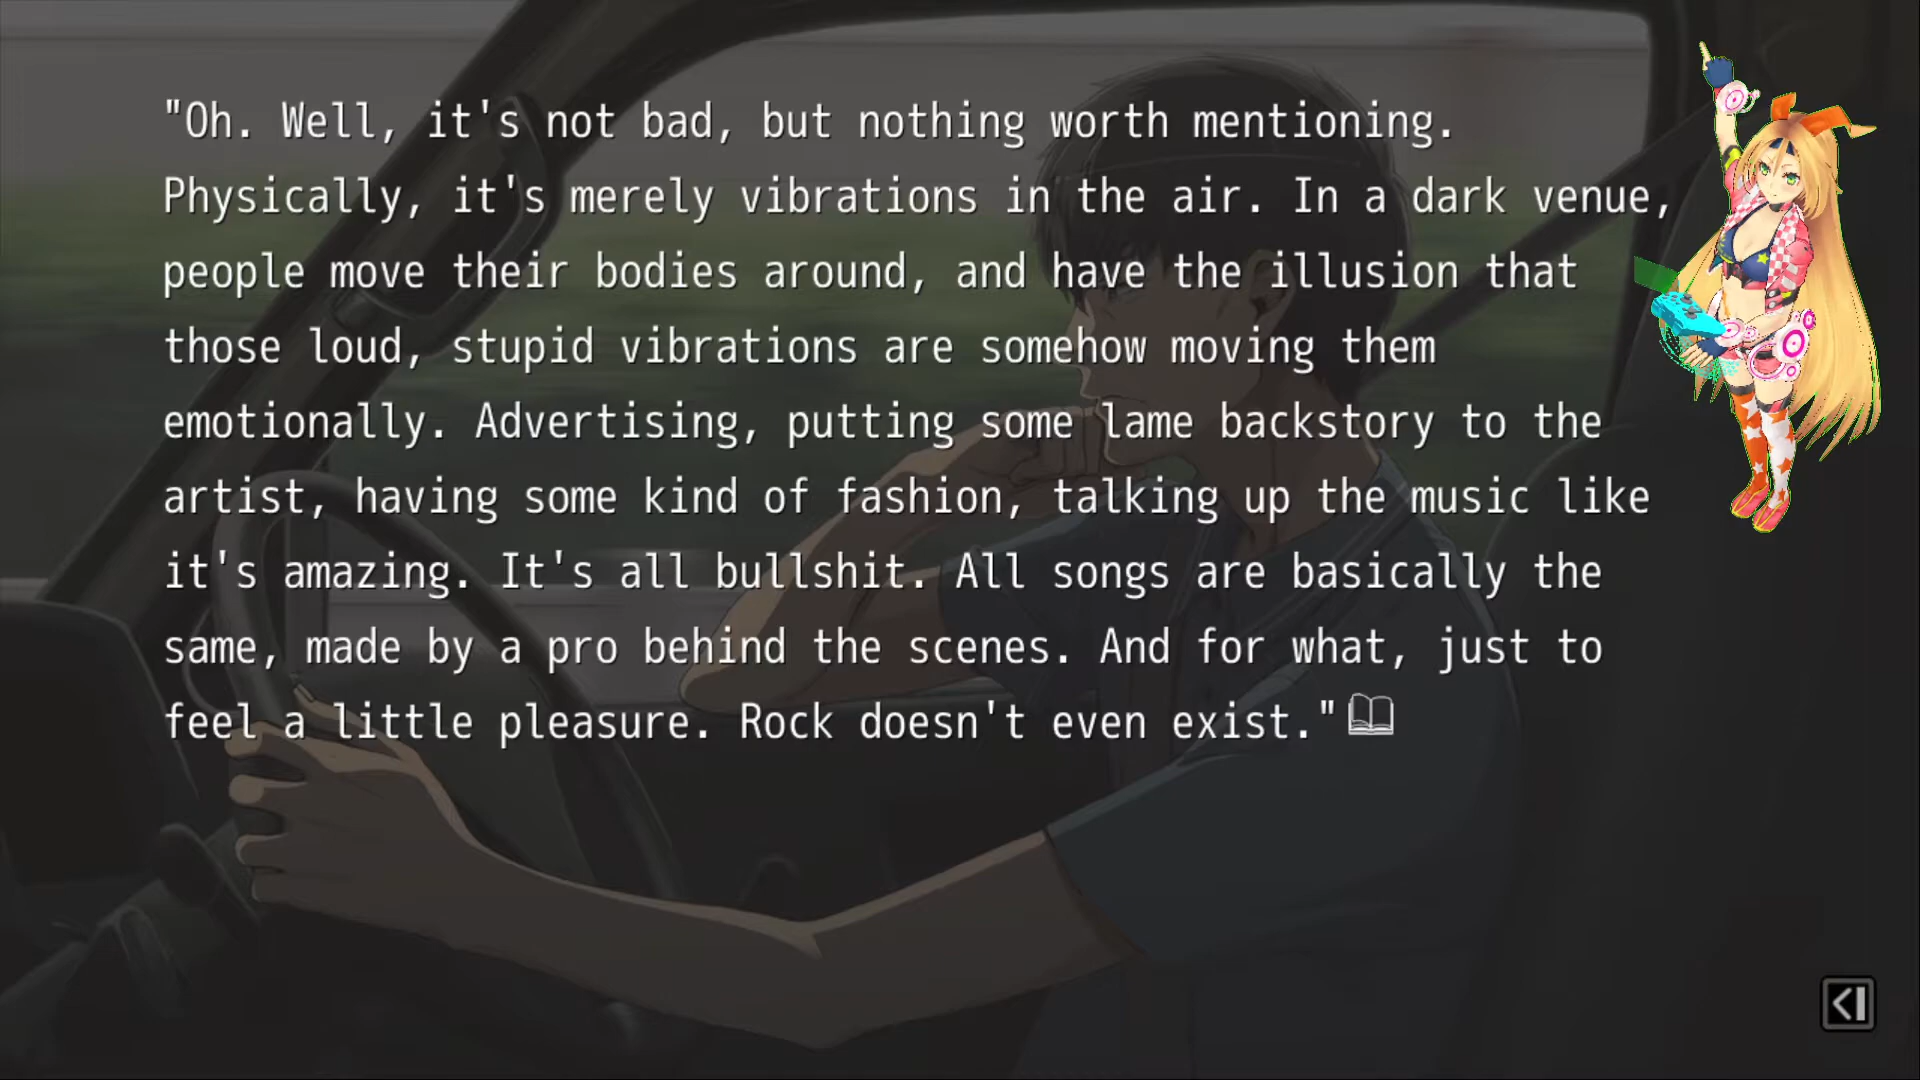 "Oh. Well, it's not bad, but nothing worth mentioning.
Physically, it's merely vibrations in the air. In a dark venue,
people move their bodies around, and have the illusion that
those loud, stupid vibrations are somehow moving them
emotionally. Advertising, putting some lame backstory to the
artist, having some kind of fashion, talking up the music like
it's amazing. It's all bullshit. All songs are basically the
same, made by a pro behind the scenes. And for what, just to
feel a little pleasure. Rock doesn't even exist."